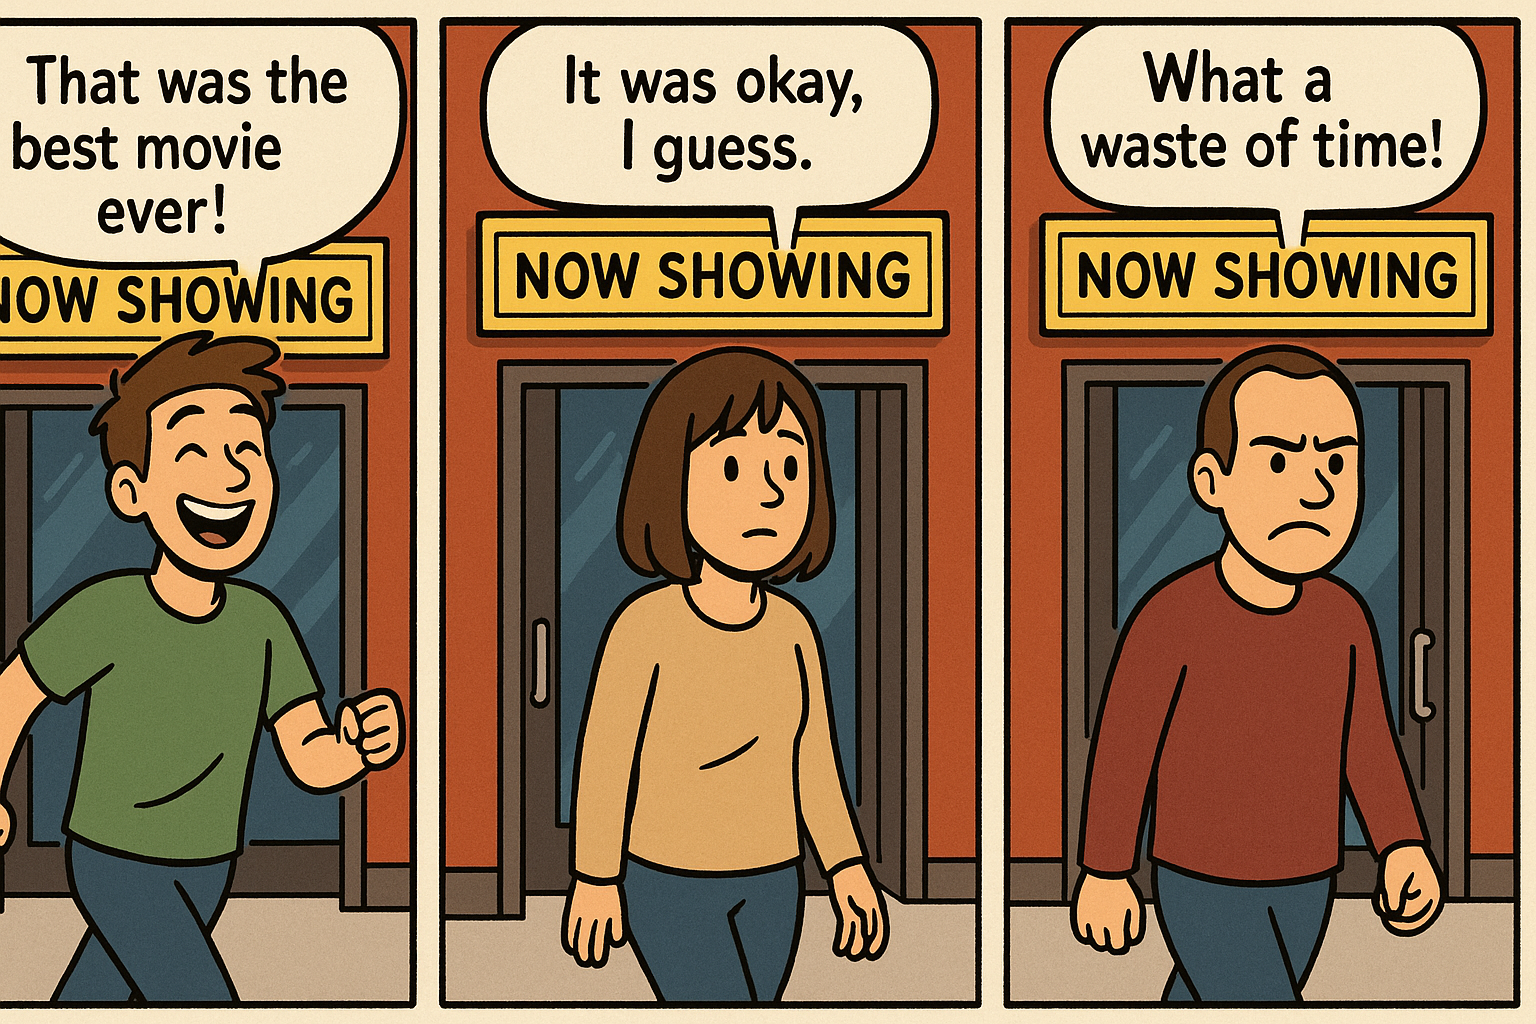 That was the
best movie
ever!
NOW SHOWING
It was okay,
I guess.
NOW SHOWING
What a
waste of time!
NOW SHOWING